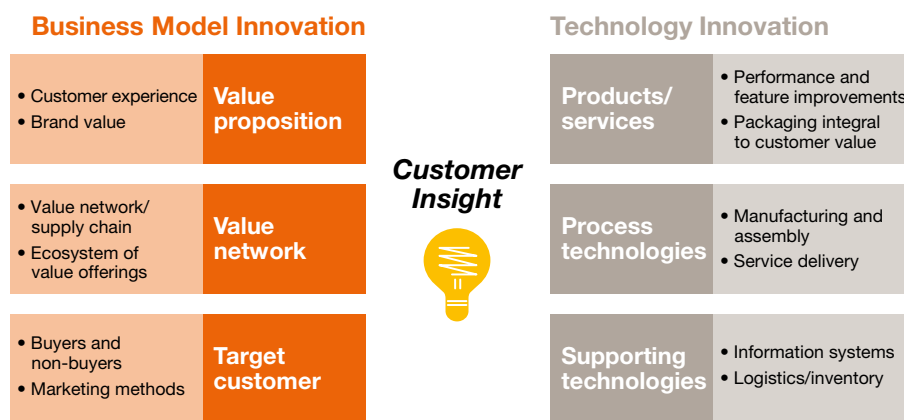 Business Model Innovation
• Customer experience
• Brand value
Value
proposition
• Value network/
supply chain
• Ecosystem of
value offerings
Value
network
• Buyers and
non-buyers
• Marketing methods
Target
customer
Customer
Insight
Technology Innovation
Products/
services
• Performance and
feature improvements
• Packaging integral
to customer value
Process
technologies
• Manufacturing and
assembly
• Service delivery
Supporting
technologies
• Information systems
• Logistics/inventory